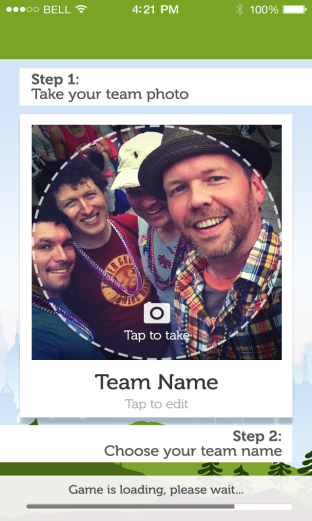 BELL 4:21 PM 100%
Step 1:
Take your team photo
Tap to take
Team Name
Tap to edit
Step 2:
Choose your team name
Game is loading, please wait...